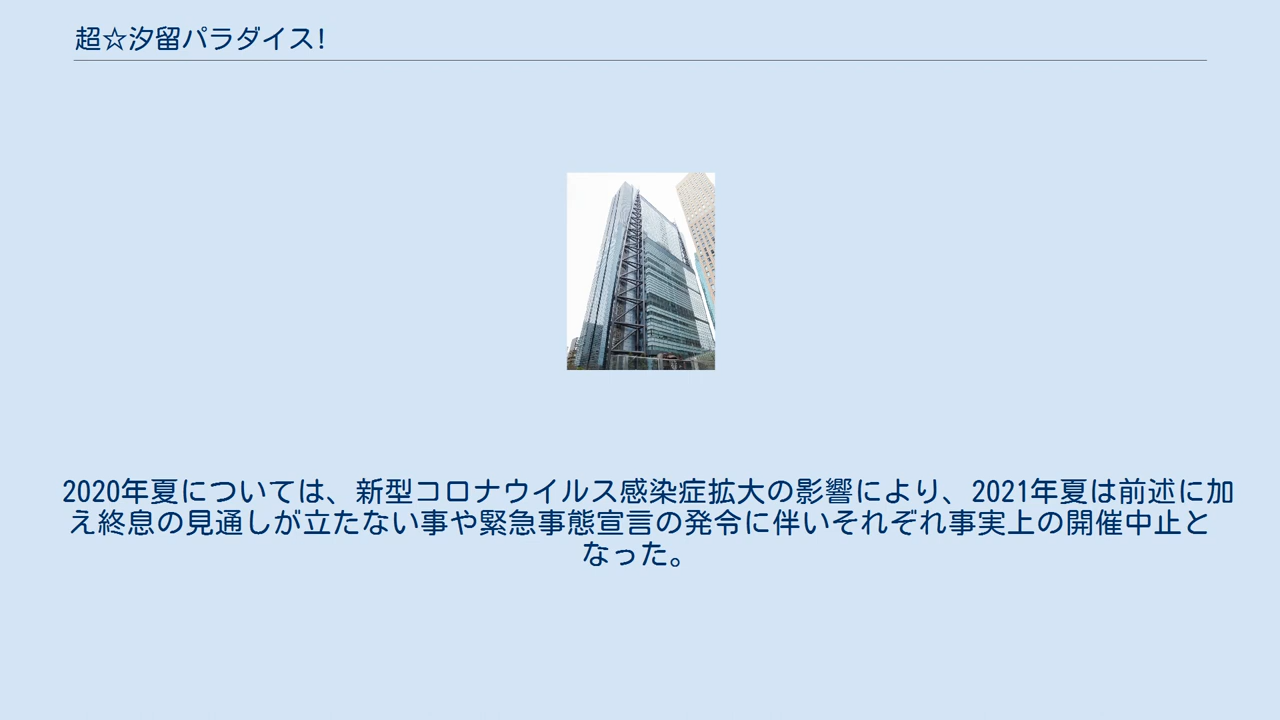 超☆汐留パラダイス!
2020年夏については、新型コロナウイルス感染症拡大の影響により、2021年夏は前述に加
え終息の見通しが立たない事や緊急事態宣言の発令に伴いそれぞれ事実上の開催中止と
なった。